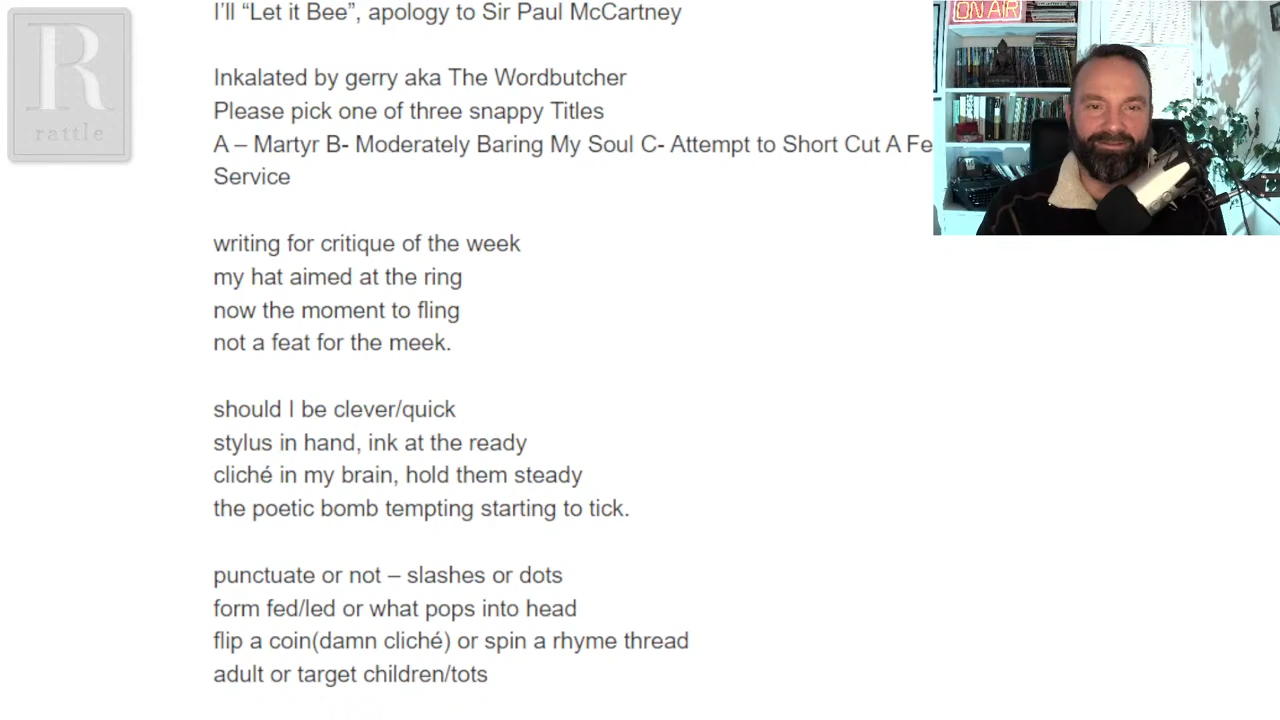 I'll “Let it Bee”, apology to Sir Paul McCartney
R
rattle
ON AIR
Inkalated by gerry aka The Wordbutcher
Please pick one of three snappy Titles
A – Martyr B- Moderately Baring My Soul C- Attempt to Short Cut A Fe
Service
writing for critique of the week
my hat aimed at the ring
now the moment to fling
not a feat for the meek.
should I be clever/quick
stylus in hand, ink at the ready
cliché in my brain, hold them steady
the poetic bomb tempting starting to tick.
punctuate or not – slashes or dots
form fed/led or what pops into head
flip a coin(damn cliché) or spin a rhyme thread
adult or target children/tots